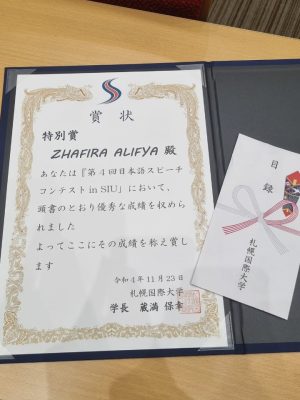 賞状
特別賞
ZHAFIRA ALIFYA 殿
あなたは『第4回日本語スピーチ
コンテスト in SIU』において、
頭書のとおり優秀な成績を収められ
ました
よってここにその成績を称え賞し
ます
令和4年11月23日
札幌国際大学
学長 蔵満 保幸
目録
札幌国際大学